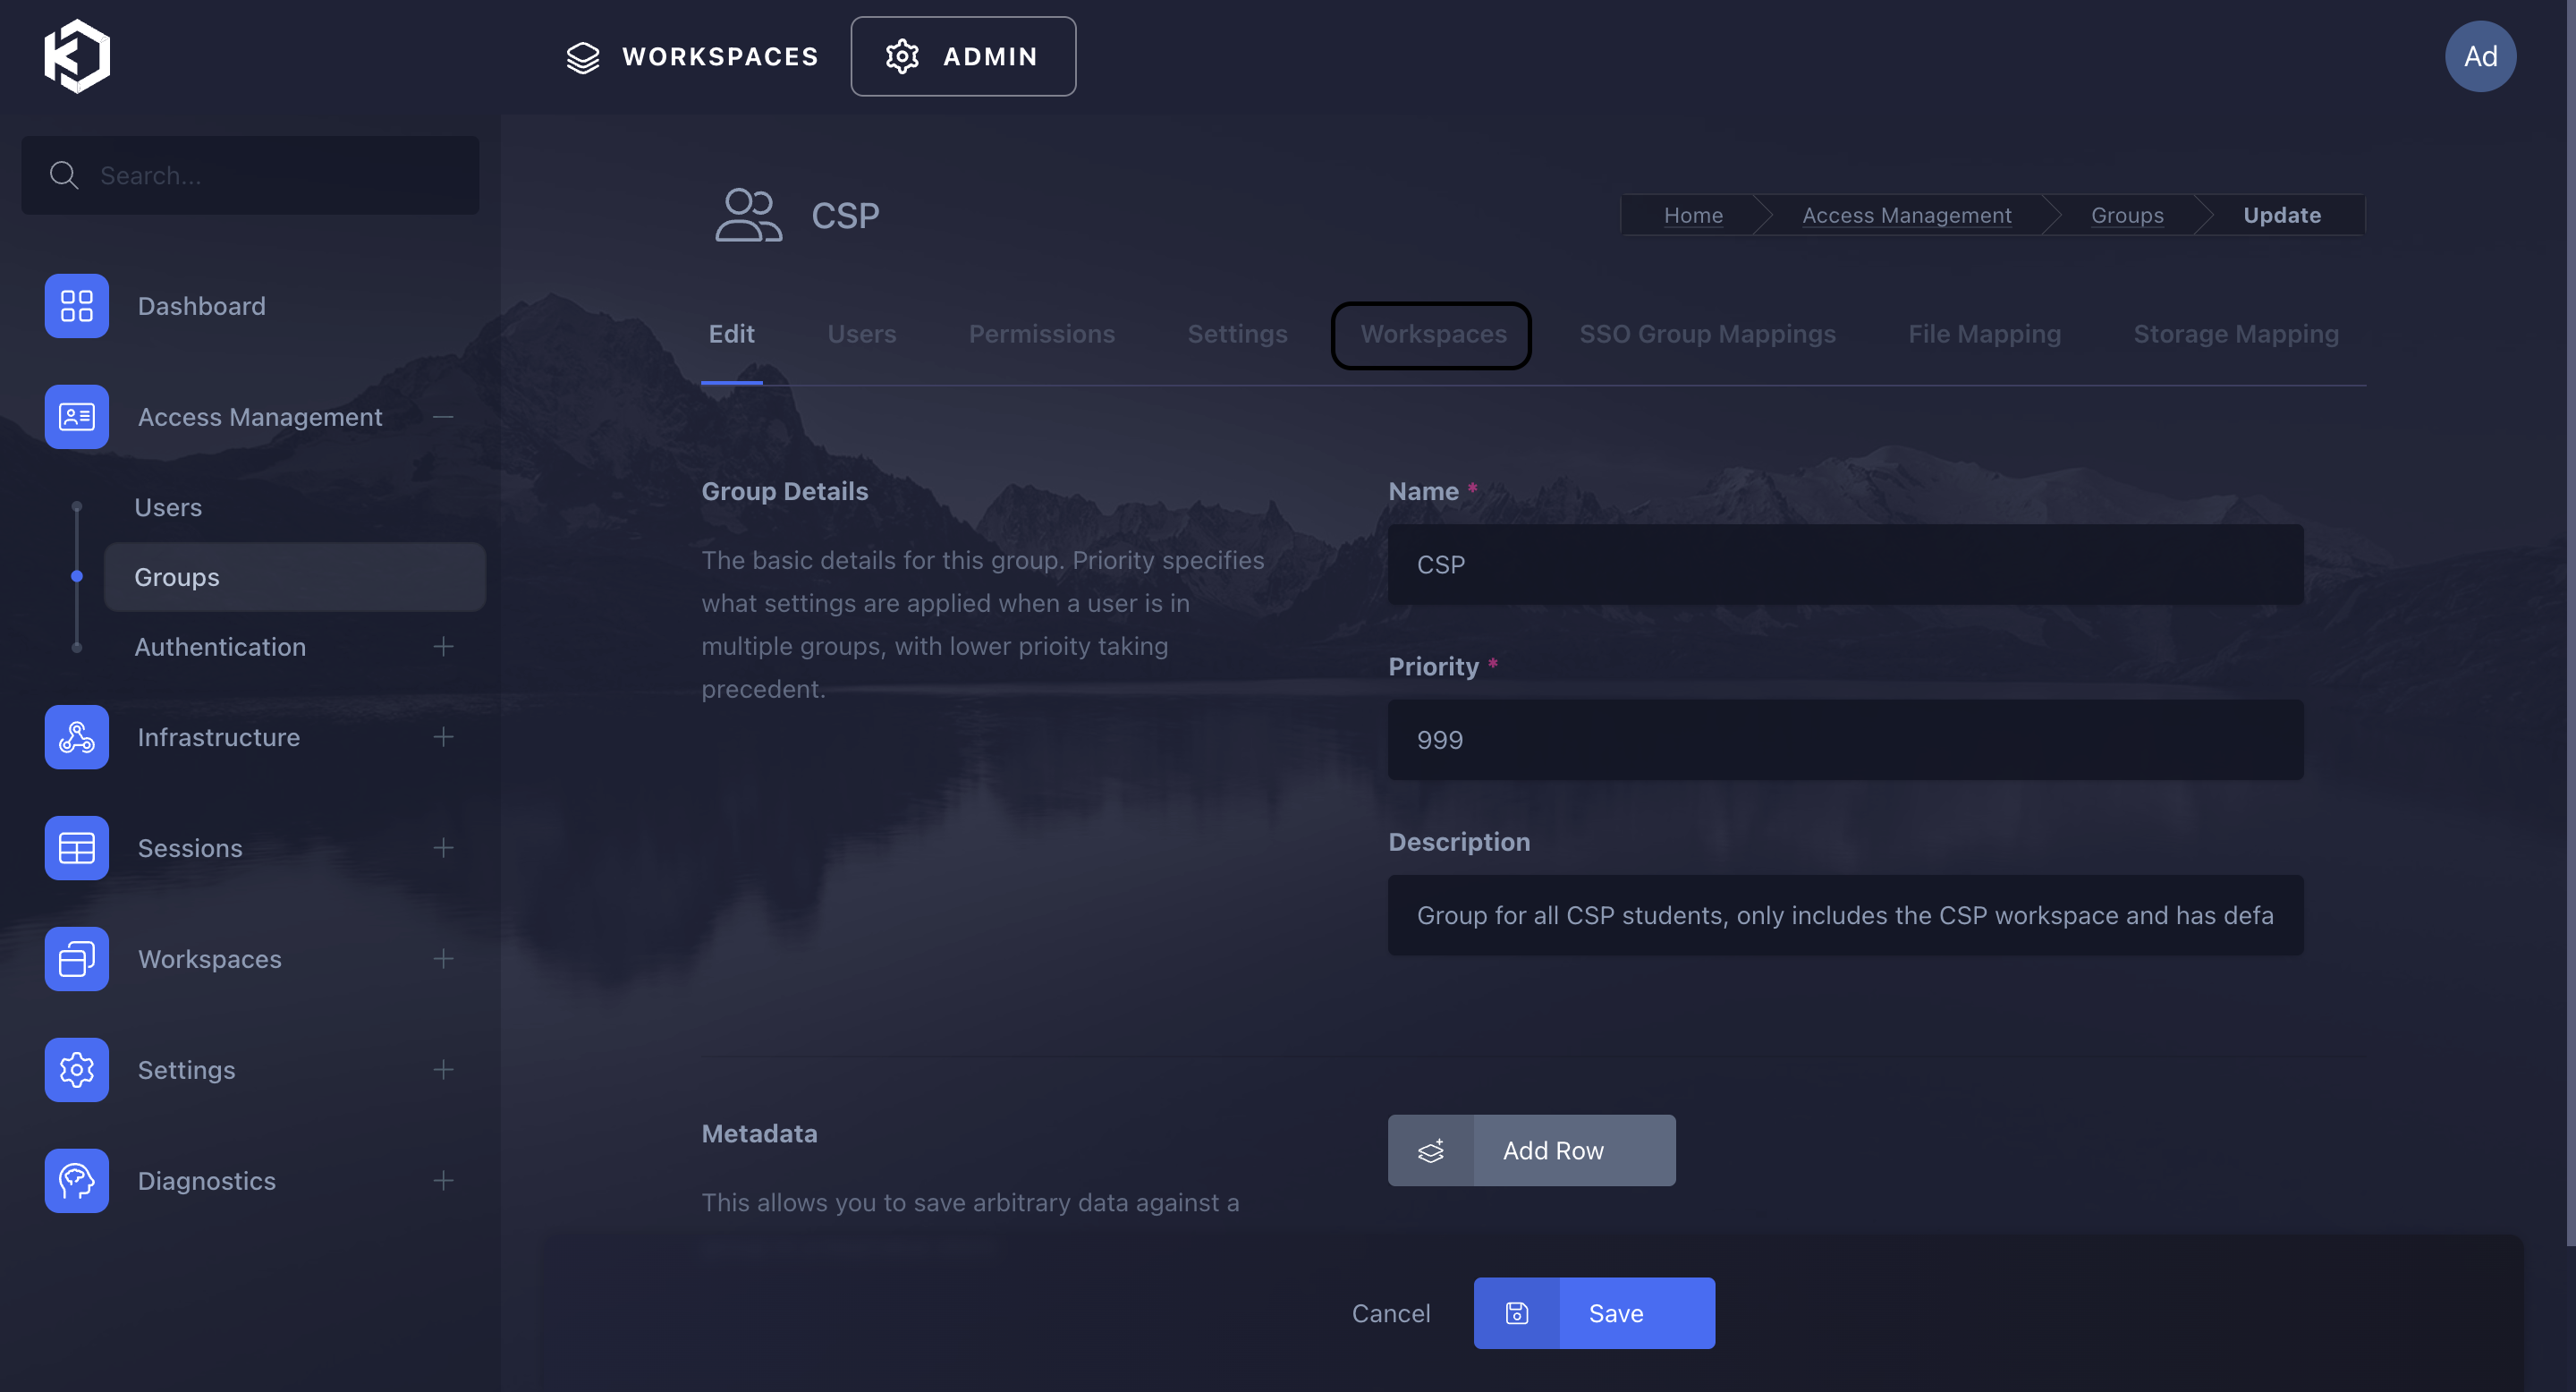 WORKSPACES
ADMIN
Ad
Search...
Dashboard
Access Management
Users
Groups
Authentication
Infrastructure
Sessions
Workspaces
Settings
Diagnostics
CSP
Home
Access Management
Groups
Update
Edit
Users
Permissions
Settings
Workspaces
SSO Group Mappings
File Mapping
Storage Mapping
Group Details
The basic details for this group. Priority specifies
what settings are applied when a user is in
multiple groups, with lower prioity taking
precedent.
Name *
CSP
Priority *
999
Description
Group for all CSP students, only includes the CSP workspace and has defa
Metadata
This allows you to save arbitrary data against a
Add Row
Cancel
Save